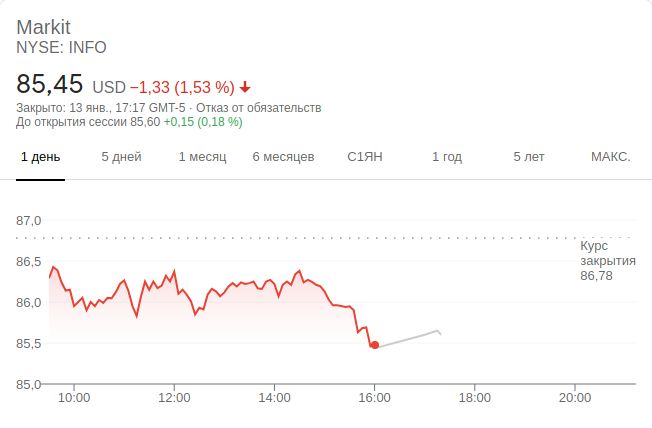 Markit
NYSE: INFO
85,45 USD −1,33 (1,53 %)
Закрыто: 13 янв., 17:17 GMT-5 · Отказ от обязательств
До открытия сессии 85,60 +0,15 (0,18 %)
1 день 5 дней 1 месяц 6 месяцев С1ЯН 1 год 5 лет МАКС.
87,0
Курс
закрытия
86,78
86,5
86,0
85,5
85,0
10:00 12:00 14:00 16:00 18:00 20:00